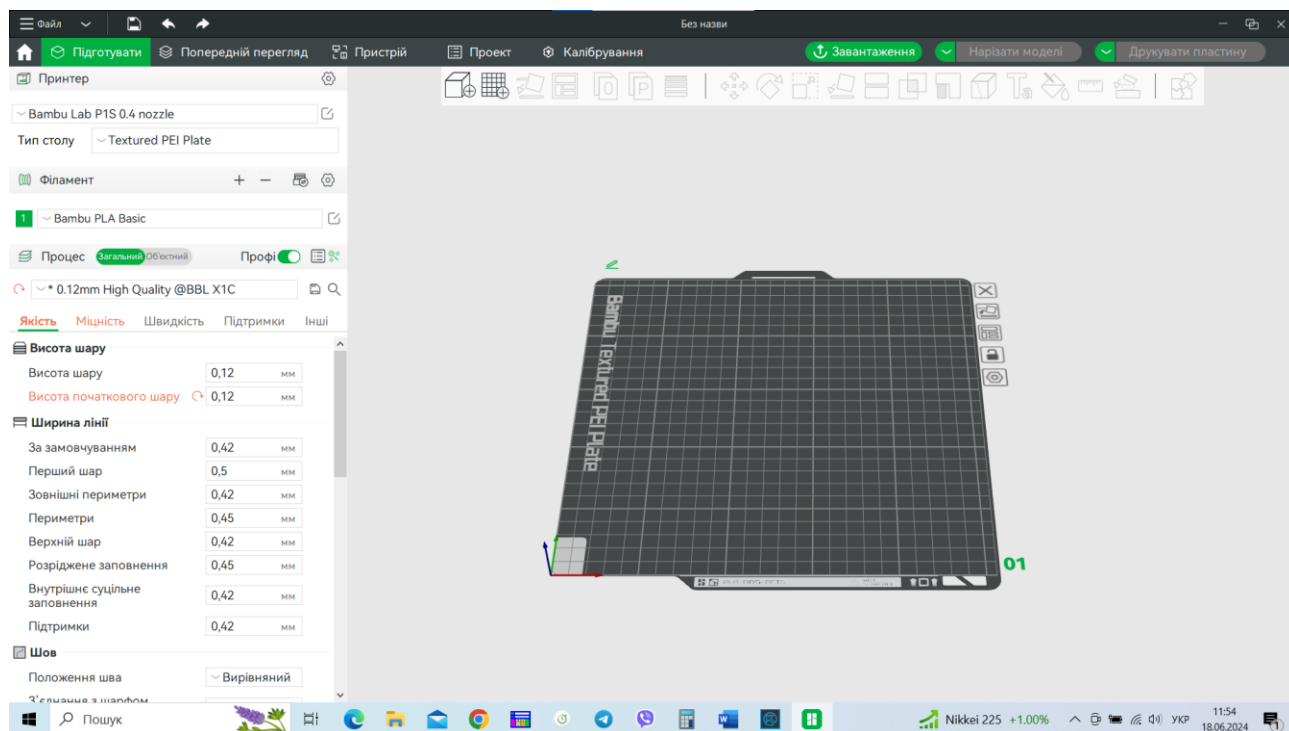 Файл
Без назви
Підготувати
Попередній перегляд
Пристрій
Проект
Калібрування
Завантаження
Нарізати моделі
Друкувати пластину
Принтер
Bambu Lab P1S 0.4 nozzle
Тип столу
Textured PEI Plate
Філамент
1 Bambu PLA Basic
Процес Загальний Об'єктний Профі
* 0.12mm High Quality @BBL X1C
Якість Міцність Швидкість Підтримки Інші
Висота шару
Висота шару 0,12 мм
Висота початкового шару 0,12 мм
Ширина лінії
За замовчуванням 0,42 мм
Перший шар 0,5 мм
Зовнішні периметри 0,42 мм
Периметри 0,45 мм
Верхній шар 0,42 мм
Розріджене заповнення 0,45 мм
Внутрішнє суцільне
заповнення 0,42 мм
Підтримки 0,42 мм
Шов
Положення шва Вирівняний
З'єднання з шарфом
Bambu Textured PEI Plate
01
Пошук
Nikkei 225 +1.00%
УКР
11:54
18.06.2024